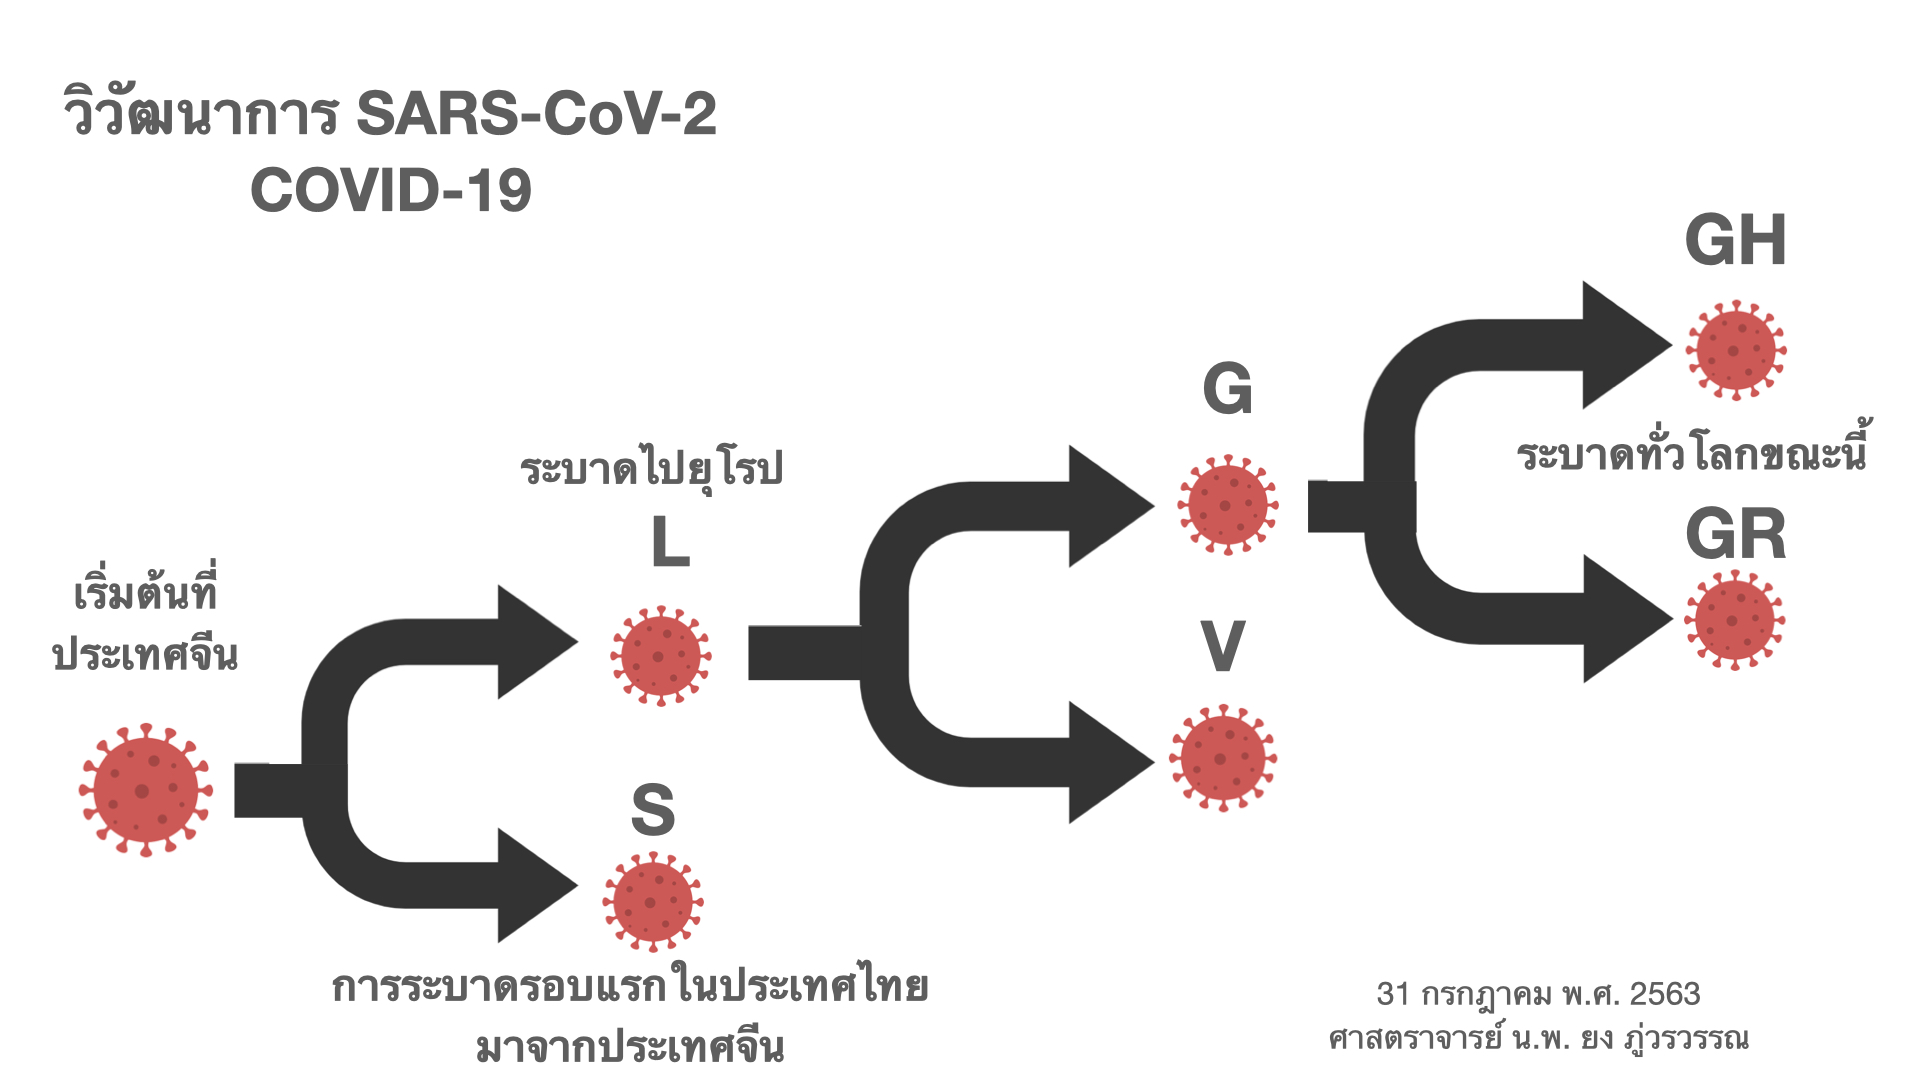 วิวัฒนาการ SARS-CoV-2
COVID-19
เริ่มต้นที่
ประเทศจีน
ระบาดไปยุโรป
L
S
การระบาดรอบแรกในประเทศไทย
มาจากประเทศจีน
G
V
GH
ระบาดทั่วโลกขณะนี้
GR
31 กรกฎาคม พ.ศ. 2563
ศาสตราจารย์ น.พ. ยง ภู่วรวรรณ